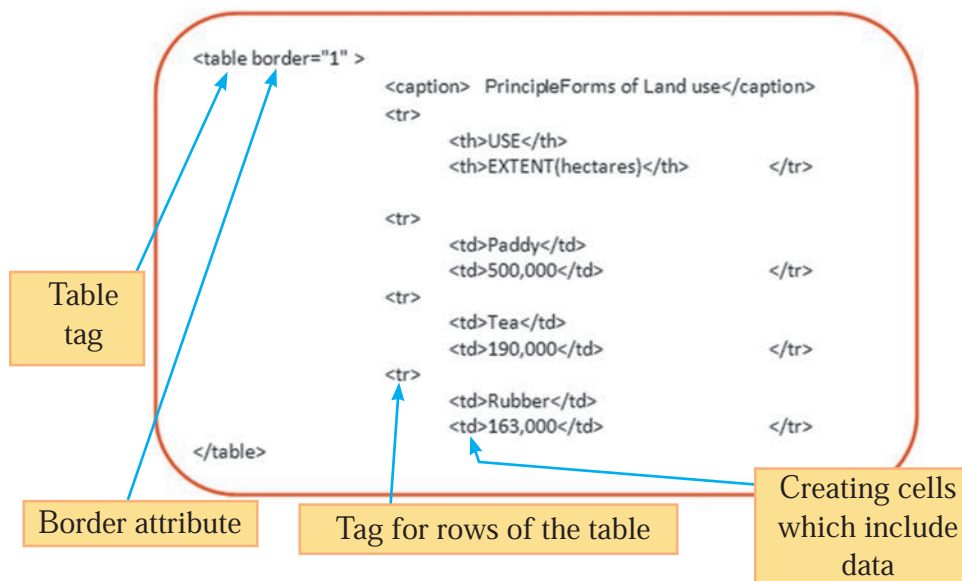 <table border="1" >
<caption> PrincipleForms of Land use</caption>
<tr>
<th>USE</th>
<th>EXTENT(hectares)</th> </tr>
<tr>
<td>Paddy</td>
<td>500,000</td> </tr>
<tr>
<td>Tea</td>
<td>190,000</td> </tr>
<tr>
<td>Rubber</td>
<td>163,000</td> </tr>
</table>
Table
tag
Border attribute
Tag for rows of the table
Creating cells
which include
data